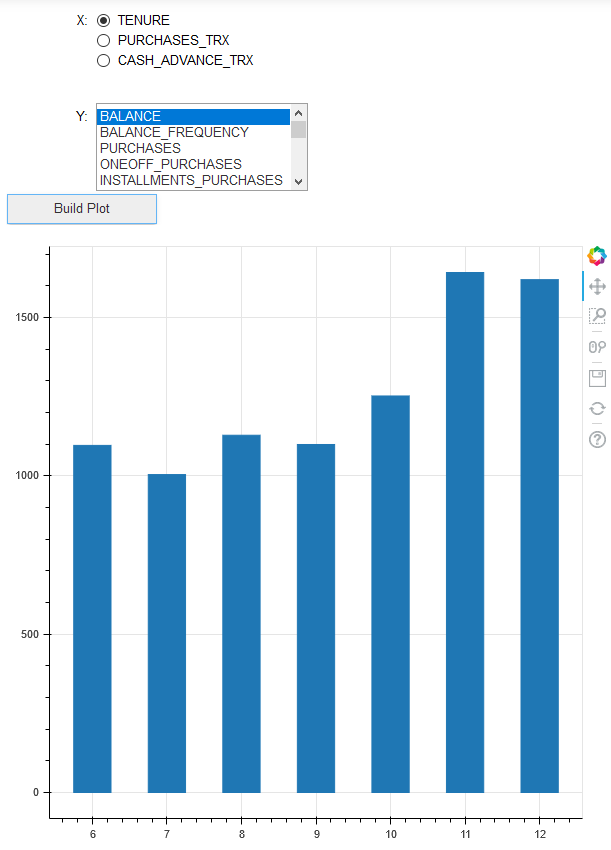 X: TENURE
PURCHASES_TRX
CASH_ADVANCE_TRX
Y: BALANCE
BALANCE_FREQUENCY
PURCHASES
ONEOFF_PURCHASES
INSTALLMENTS_PURCHASES
Build Plot
1500
1000
500
0
6 7 8 9 10 11 12